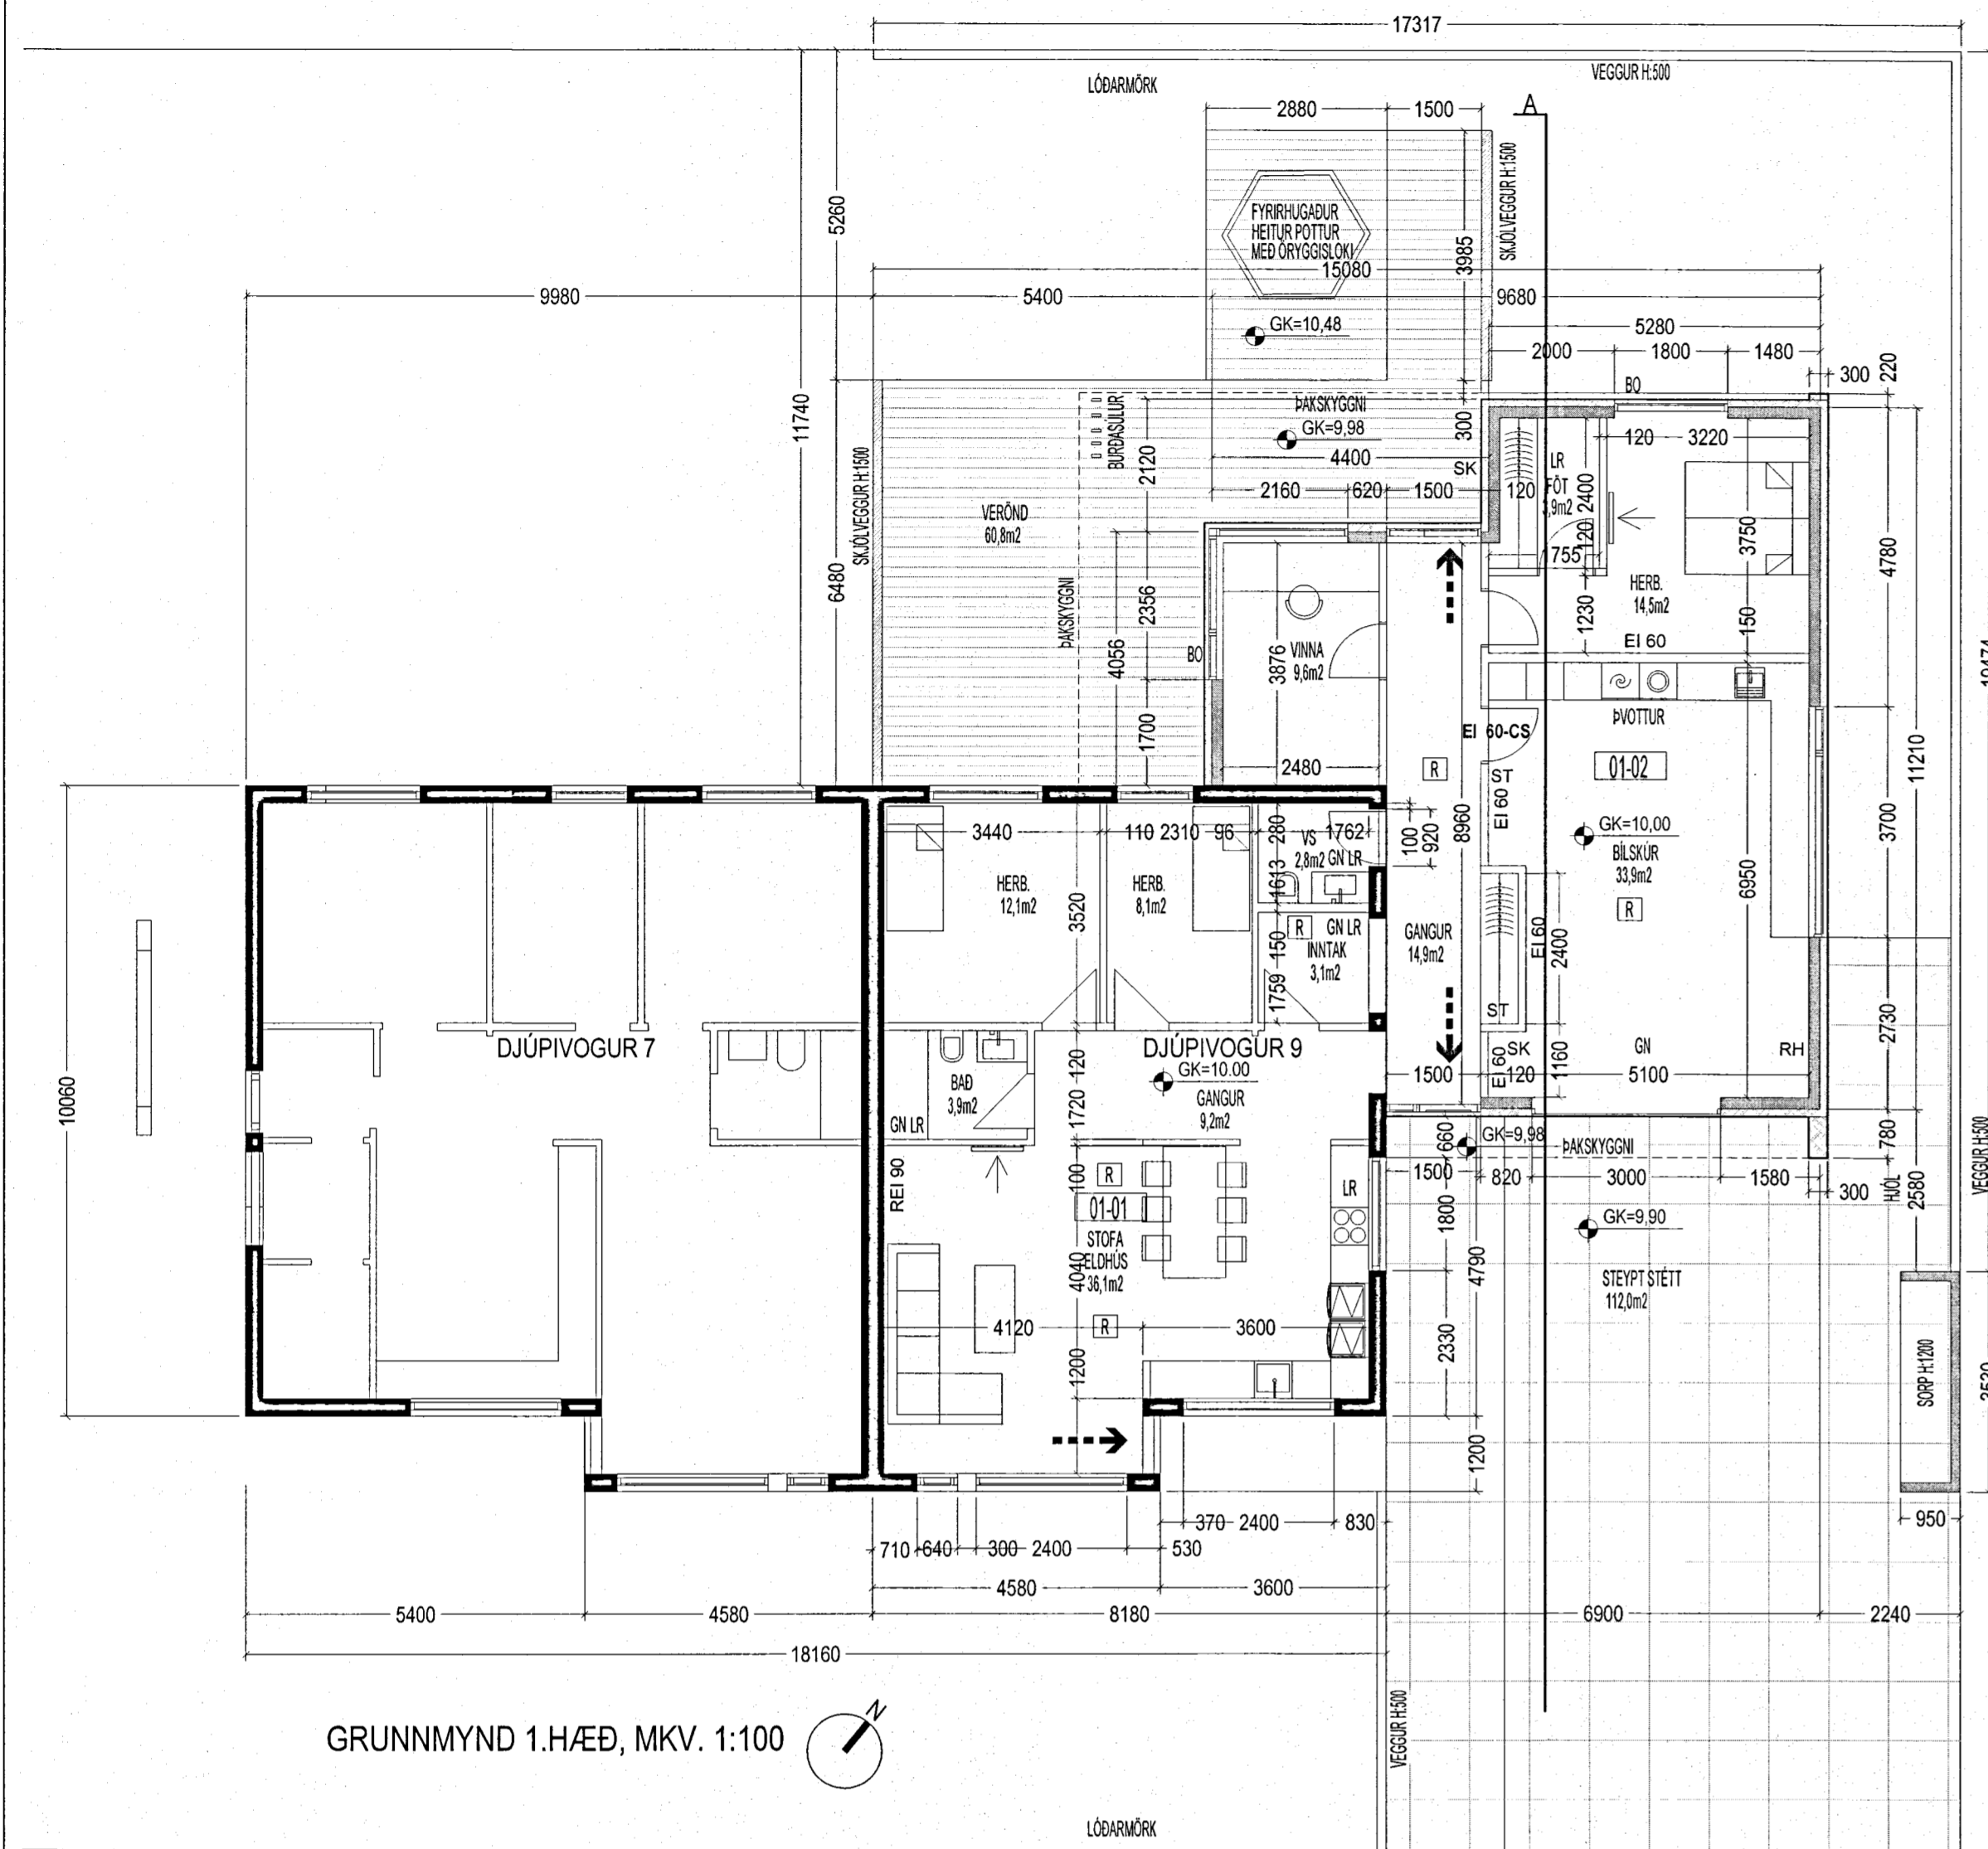 17317
LÓÐARMÖRK
VEGGUR H:500
2880
1500
A
SKJÓLVEGGUR H:1500
5260
FYRIRHUGAÐUR
HEITUR POTTUR
MEÐ ÖRYGGISLOKI
3985
15080
9980
5400
9680
GK=10,48
5280
2000
1800
1480
300
220
BO
11740
ÞAKSKYGGNI
GK=9,98
300
BURÐASÚLUR
2120
4400
SK
120
3220
LR
FÖT
3,9m2
2400
2160
620
1500
120
VERÖND
60,8m2
SKJÓLVEGGUR H:1500
6480
ÞAKSKYGGNI
120
1755
3750
4780
HERB.
14,5m2
2356
4056
1230
150
EI 60
BO
VINNA
9,6m2
3876
1700
ÞVOTTUR
EI 60-CS
01-02
2480
R
ST
EI 60
11210
3440
110
2310
96
280
VS
2,8m2
1762
GN LR
100
920
8960
GK=10,00
BÍLSKÚR
33,9m2
3700
6950
1613
HERB.
12,1m2
HERB.
8,1m2
R
3520
R
GN LR
INNTAK
3,1m2
150
1759
GANGUR
14,9m2
EI 60
2400
ST
DJÚPIVOGUR 7
DJÚPIVOGUR 9
GK=10.00
GANGUR
9,2m2
120
1720
BAÐ
3,9m2
GN LR
10060
1500
EI 60
SK
120
1160
GN
5100
RH
2730
GK=9,98
ÞAKSKYGGNI
660
780
1500
820
3000
1580
300
HJÓL
2580
VEGGUR H:500
REI 90
100
R
01-01
STOFA
ELDHÚS
36,1m2
4040
LR
1800
4790
GK=9,90
STEYPT STÉTT
112,0m2
4120
R
3600
2330
1200
SORP H:1200
1200
950
370
2400
830
710
640
300
2400
530
4580
3600
5400
4580
8180
6900
2240
18160
N
GRUNNMYND 1.HÆÐ, MKV. 1:100
VEGGUR H:500
LÓÐARMÖRK